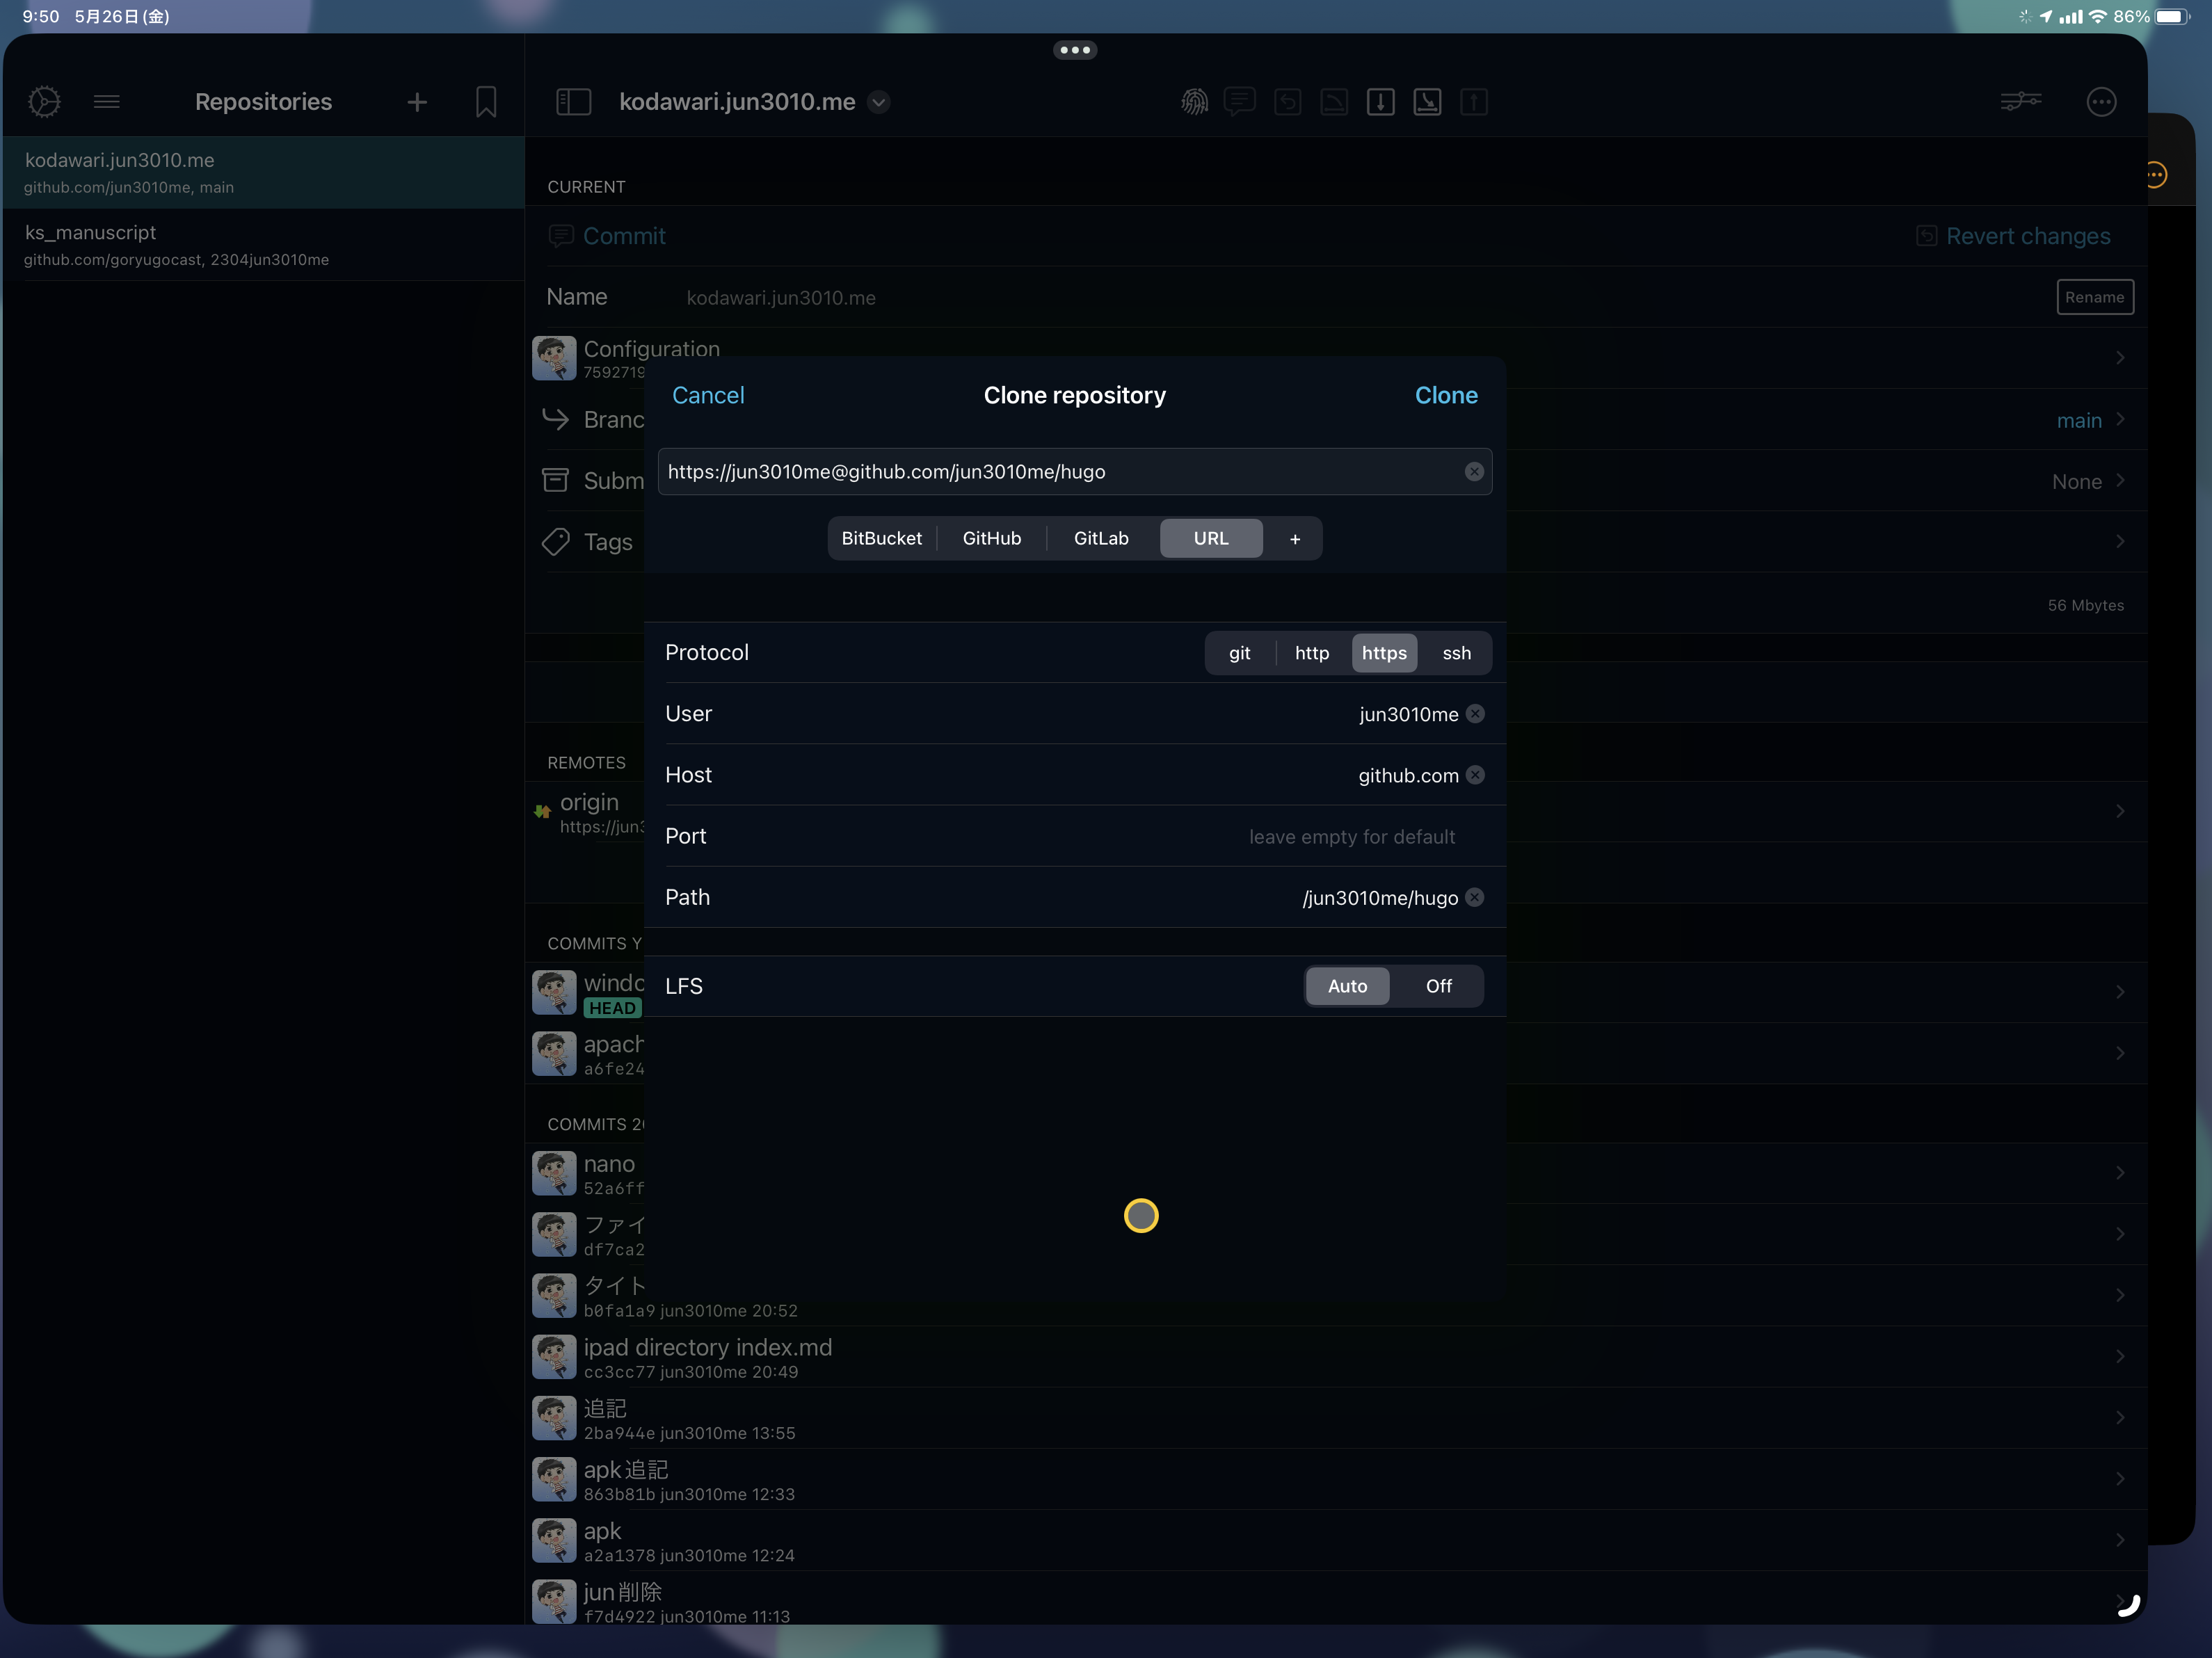 9:50 5月26日(金)
86%
Repositories
kodawari.jun3010.me
kodawari.jun3010.me
github.com/jun3010me, main
ks_manuscript
github.com/goryugocast, 2304jun3010me
CURRENT
Commit
Revert changes
Name kodawari.jun3010.me Rename
Configuration
7592719
Branc
main
Subm
None
Tags
56 Mbytes
Cancel Clone repository Clone
https://jun3010me@github.com/jun3010me/hugo
BitBucket GitHub GitLab URL +
Protocol git http https ssh
User jun3010me
Host github.com
Port leave empty for default
Path /jun3010me/hugo
LFS Auto Off
REMOTES
origin
https://jun3
COMMITS Y
windo
HEAD
apach
a6fe24
COMMITS 20
nano
52a6ff
ファイ
df7ca2
タイト
b0fa1a9 jun3010me 20:52
ipad directory index.md
cc3cc77 jun3010me 20:49
追記
2ba944e jun3010me 13:55
apk追記
863b81b jun3010me 12:33
apk
a2a1378 jun3010me 12:24
jun削除
f7d4922 jun3010me 11:13